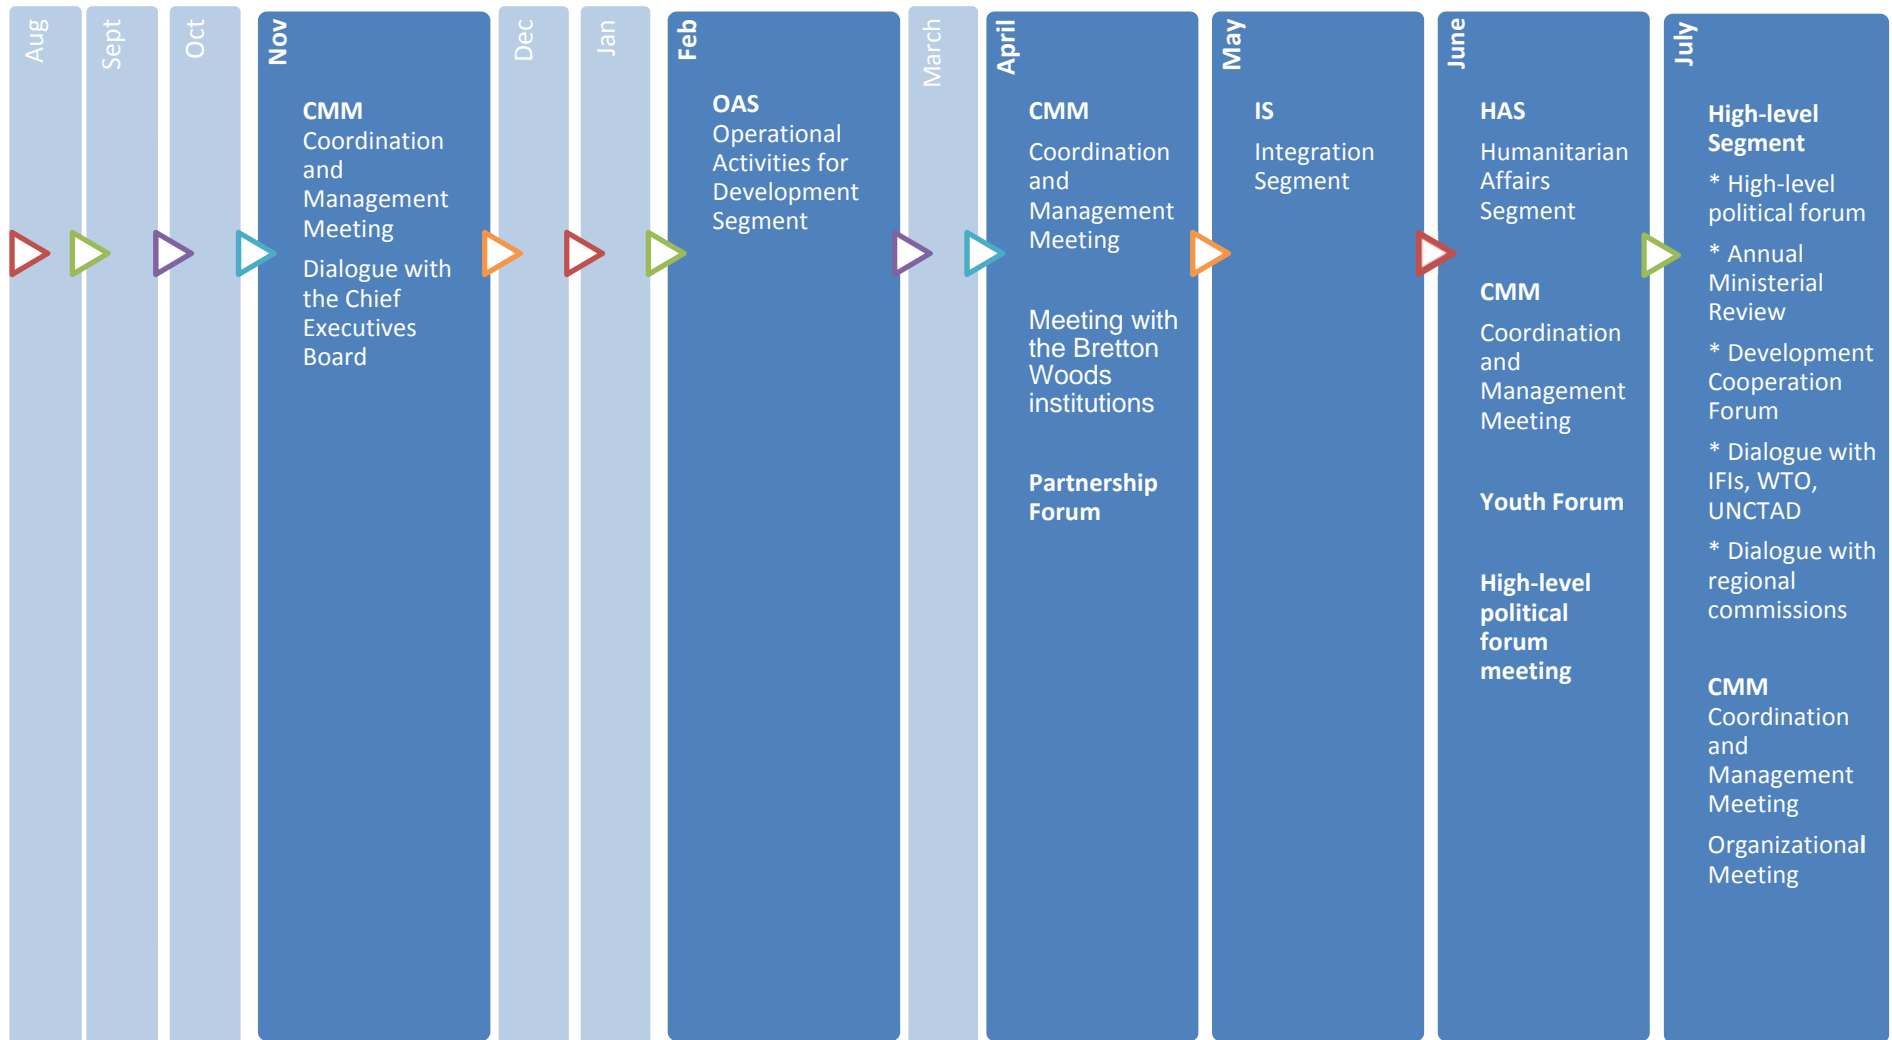 Aug
Sept
Oct
Nov
CMM
Coordination
and
Management
Meeting
Dialogue with
the Chief
Executives
Board
Dec
Jan
Feb
OAS
Operational
Activities for
Development
Segment
March
April
CMM
Coordination
and
Management
Meeting
Meeting with
the Bretton
Woods
institutions
Partnership
Forum
May
IS
Integration
Segment
June
HAS
Humanitarian
Affairs
Segment
CMM
Coordination
and
Management
Meeting
Youth Forum
High-level
political
forum
meeting
July
High-level
Segment
* High-level
political forum
* Annual
Ministerial
Review
* Development
Cooperation
Forum
* Dialogue with
IFIs, WTO,
UNCTAD
* Dialogue with
regional
commissions
CMM
Coordination
and
Management
Meeting
Organizational
Meeting